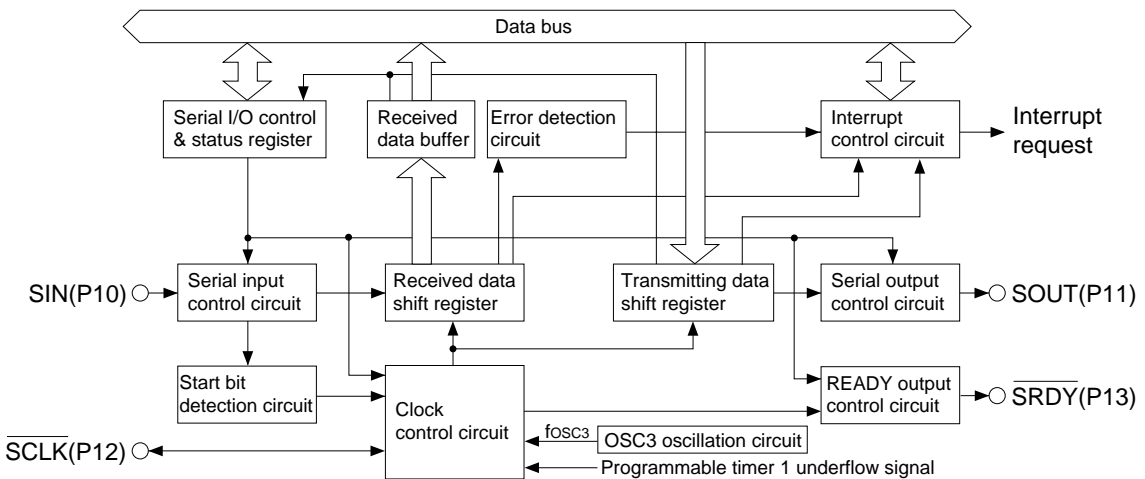 Data bus
Serial I/O control
& status register
Received
data buffer
Error detection
circuit
Interrupt
control circuit
Interrupt
request
SIN(P10)
Serial input
control circuit
Received data
shift register
Transmitting data
shift register
Serial output
control circuit
SOUT(P11)
Start bit
detection circuit
Clock
control circuit
READY output
control circuit
SRDY(P13)
SCLK(P12)
fOSC3
OSC3 oscillation circuit
Programmable timer 1 underflow signal